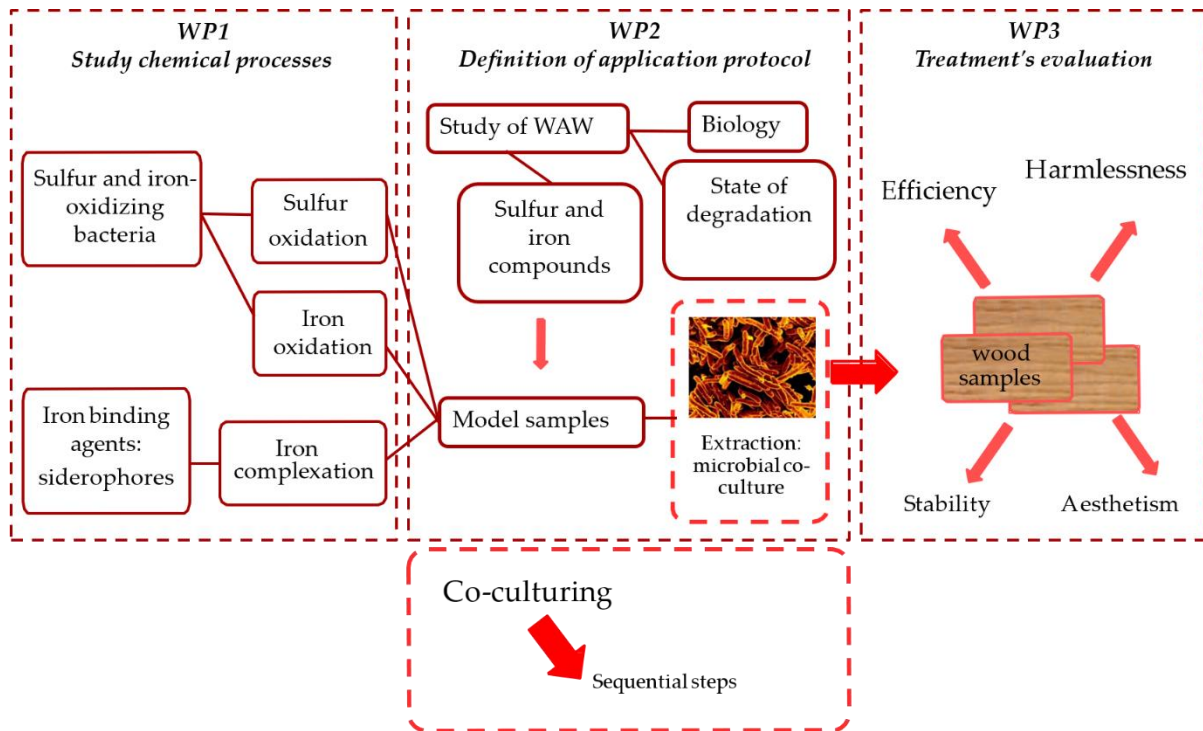 WP1
Study chemical processes
Sulfur and iron-
oxidizing
bacteria
Sulfur
oxidation
Iron
oxidation
Iron binding
agents:
siderophores
Iron
complexation
WP2
Definition of application protocol
Study of WAW
Biology
State of
degradation
Sulfur and
iron
compounds
Model samples
Extraction:
microbial co-
culture
WP3
Treatment's evaluation
Efficiency
Harmlessness
wood
samples
Stability
Aesthetism
Co-culturing
Sequential steps